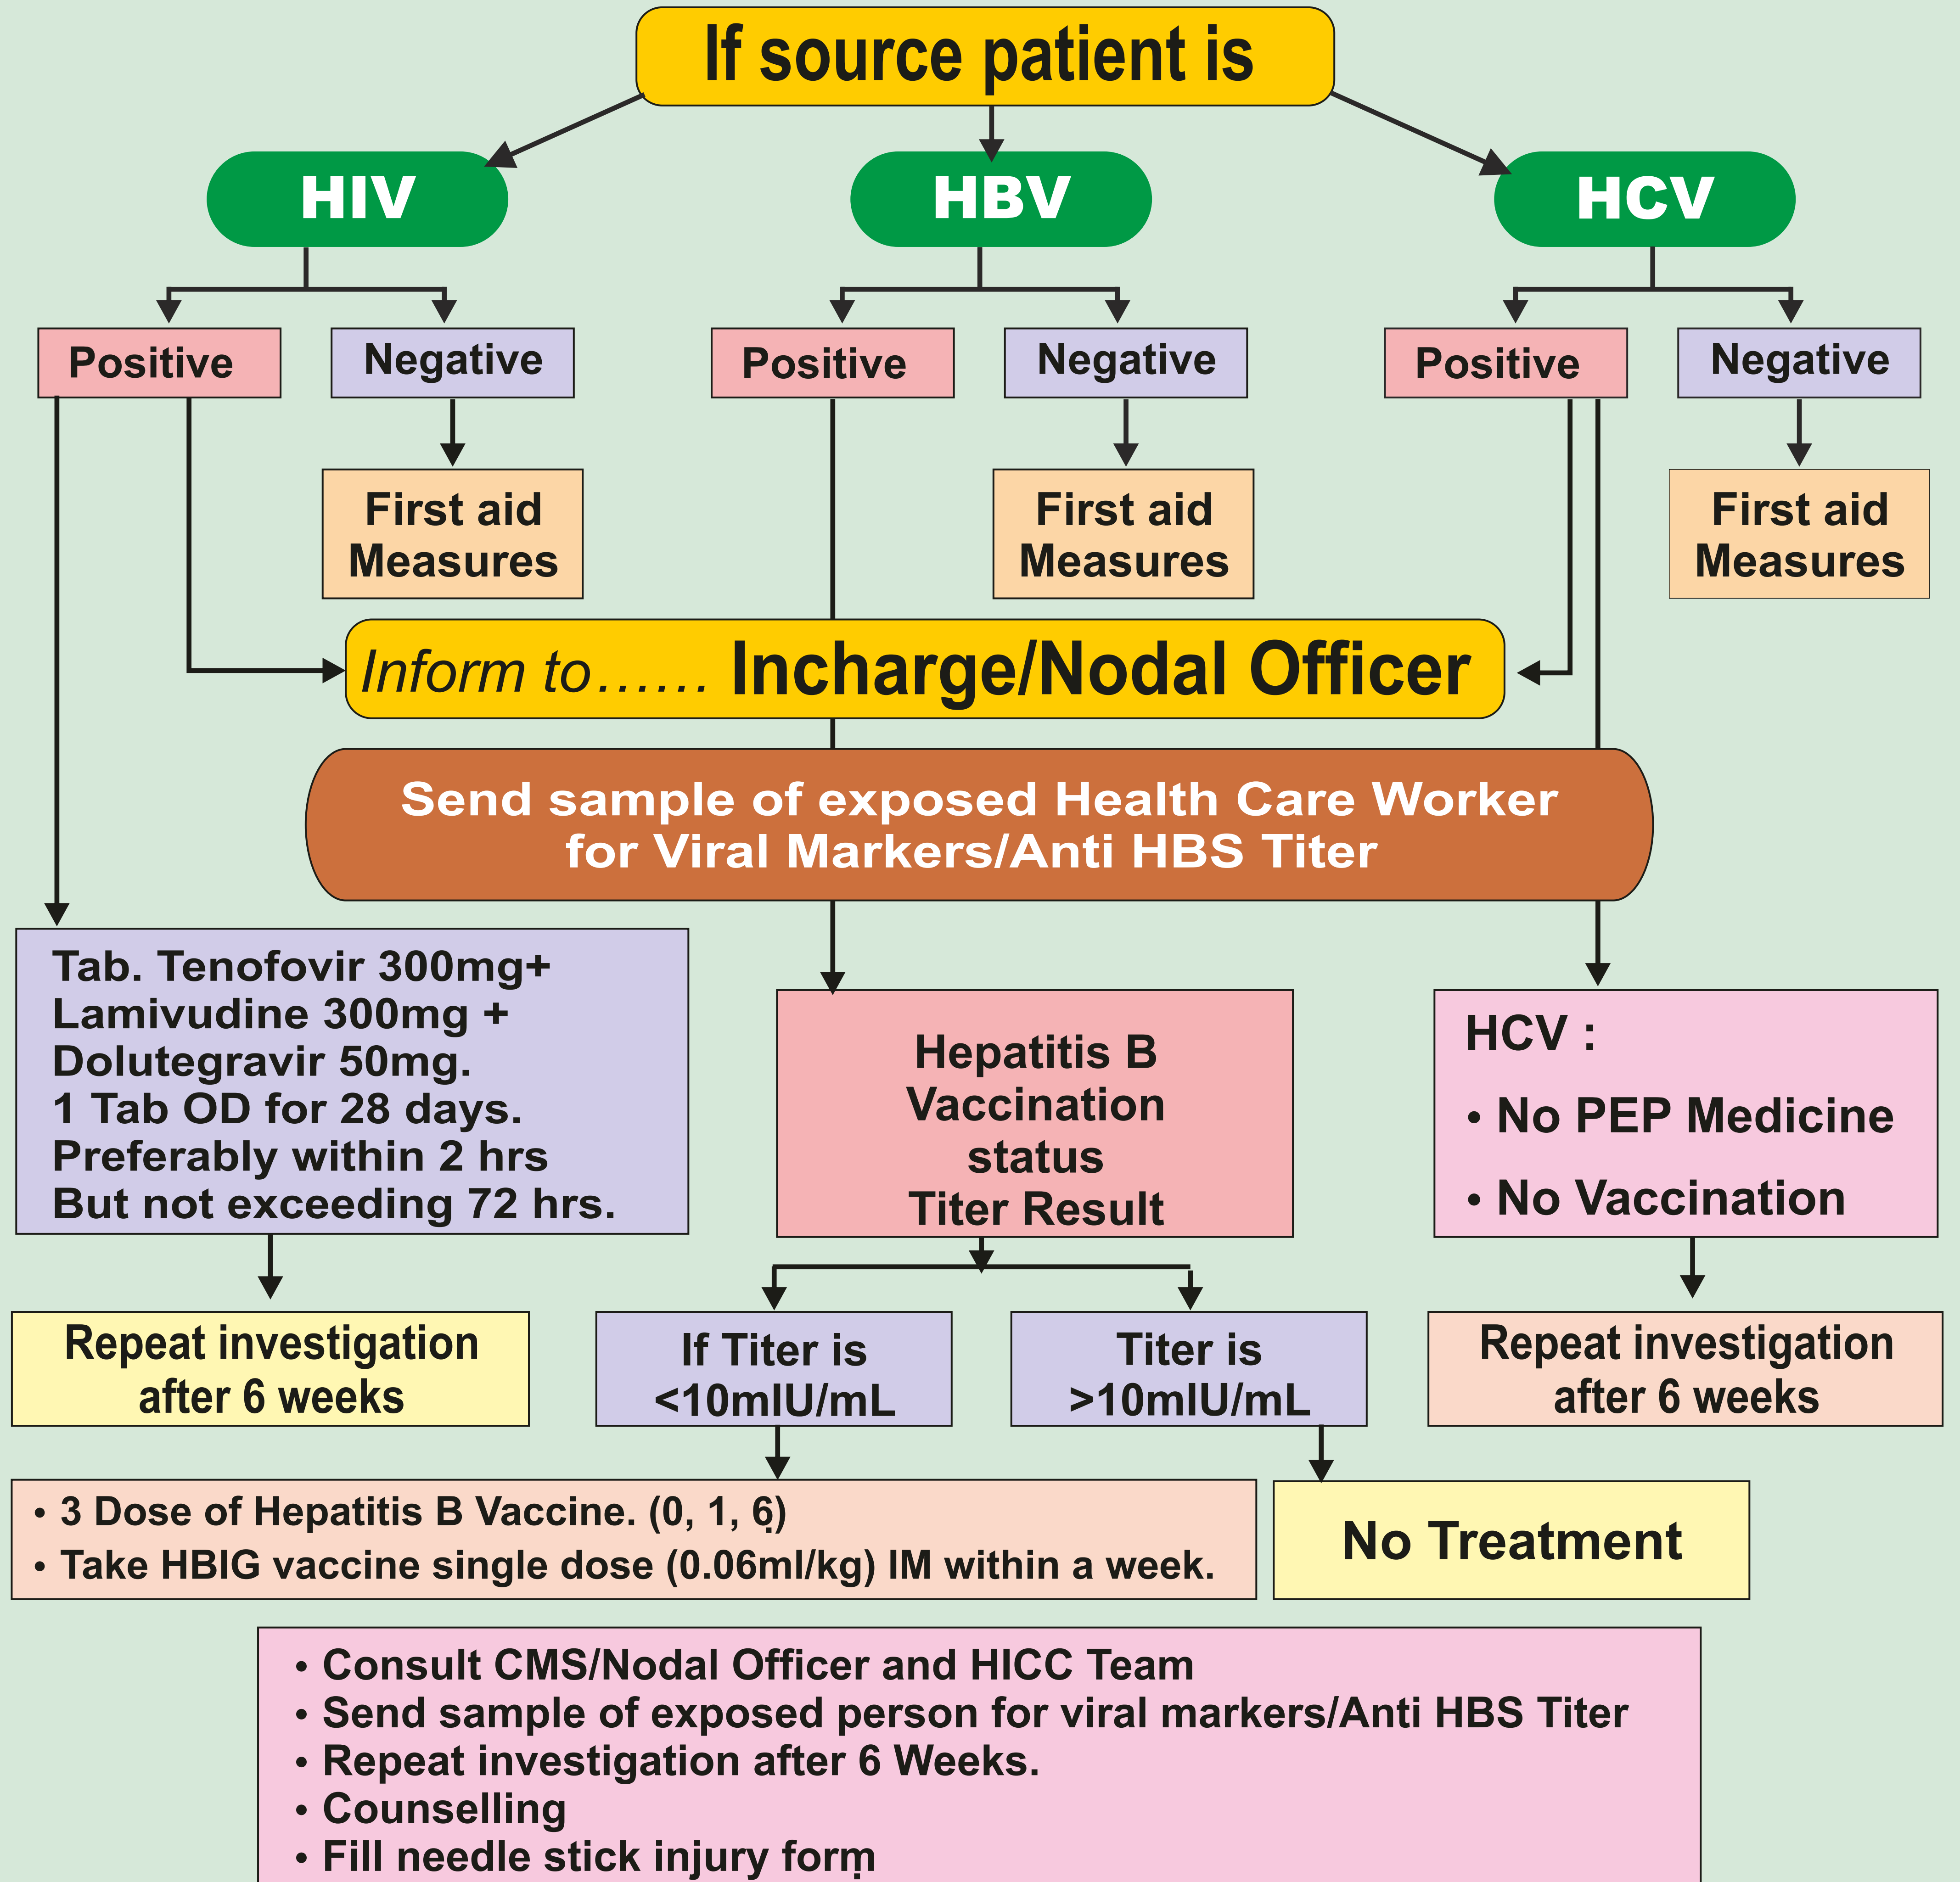 If source patient is
HIV
HBV
HCV
Positive
Negative
Positive
Negative
Positive
Negative
First aid
Measures
First aid
Measures
First aid
Measures
Inform to...... Incharge/Nodal Officer
Send sample of exposed Health Care Worker
for Viral Markers/Anti HBS Titer
Tab. Tenofovir 300mg+
Lamivudine 300mg +
Dolutegravir 50mg.
1 Tab OD for 28 days.
Preferably within 2 hrs
But not exceeding 72 hrs.
Hepatitis B
Vaccination
status
Titer Result
HCV :
• No PEP Medicine
• No Vaccination
Repeat investigation
after 6 weeks
If Titer is
<10mIU/mL
Titer is
>10mIU/mL
Repeat investigation
after 6 weeks
• 3 Dose of Hepatitis B Vaccine. (0, 1, 6)
• Take HBIG vaccine single dose (0.06ml/kg) IM within a week.
No Treatment
• Consult CMS/Nodal Officer and HICC Team
• Send sample of exposed person for viral markers/Anti HBS Titer
• Repeat investigation after 6 Weeks.
• Counselling
• Fill needle stick injury form